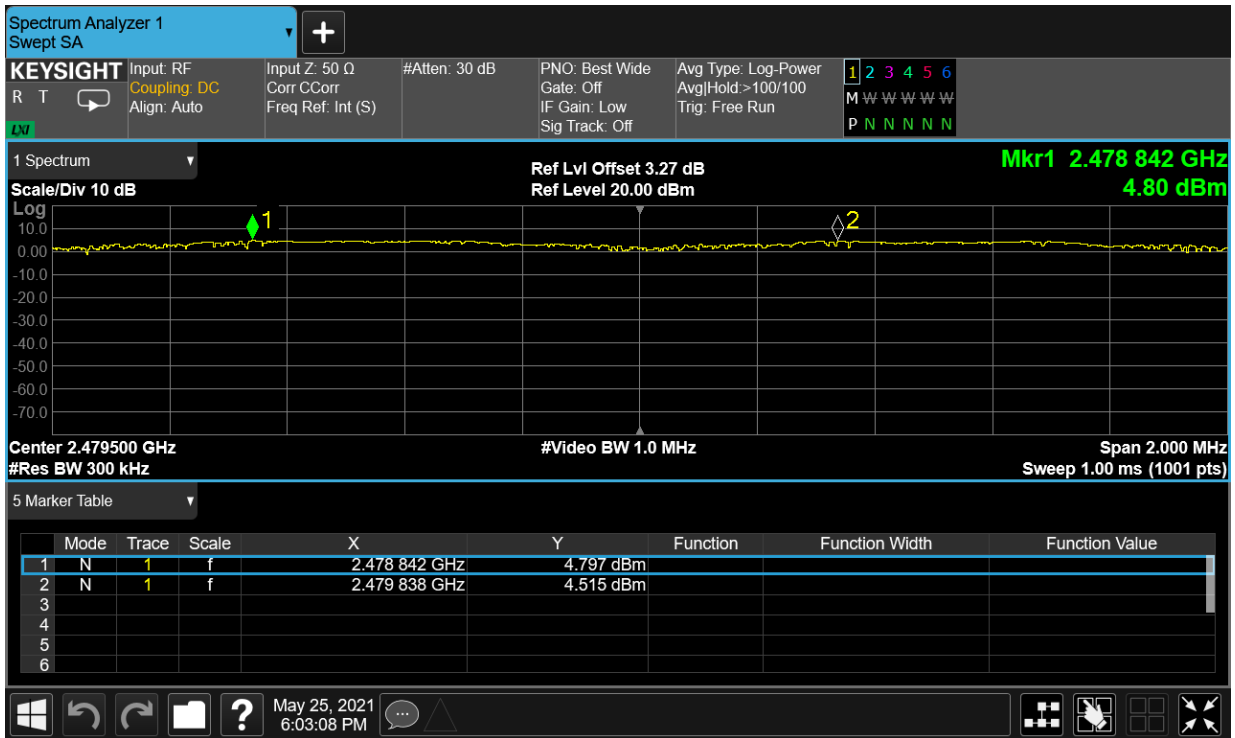 Spectrum Analyzer 1
Swept SA
+
KEYSIGHT
R T
LXI
Input: RF
Coupling: DC
Align: Auto
Input Z: 50 Ω
Corr CCorr
Freq Ref: Int (S)
#Atten: 30 dB
PNO: Best Wide
Gate: Off
IF Gain: Low
Sig Track: Off
Avg Type: Log-Power
Avg|Hold:>100/100
Trig: Free Run
1 2 3 4 5 6
M W W W W W
P N N N N N
1 Spectrum
Scale/Div 10 dB
Ref Lvl Offset 3.27 dB
Ref Level 20.00 dBm
Mkr1 2.478 842 GHz
4.80 dBm
Log
1
2
10.0
0.00
-10.0
-20.0
-30.0
-40.0
-50.0
-60.0
-70.0
Center 2.479500 GHz
#Video BW 1.0 MHz
Span 2.000 MHz
#Res BW 300 kHz
Sweep 1.00 ms (1001 pts)
5 Marker Table
Mode Trace Scale X Y Function Function Width Function Value
1 N 1 f 2.478 842 GHz 4.797 dBm
2 N 1 f 2.479 838 GHz 4.515 dBm
3
4
5
6
?
May 25, 2021
6:03:08 PM